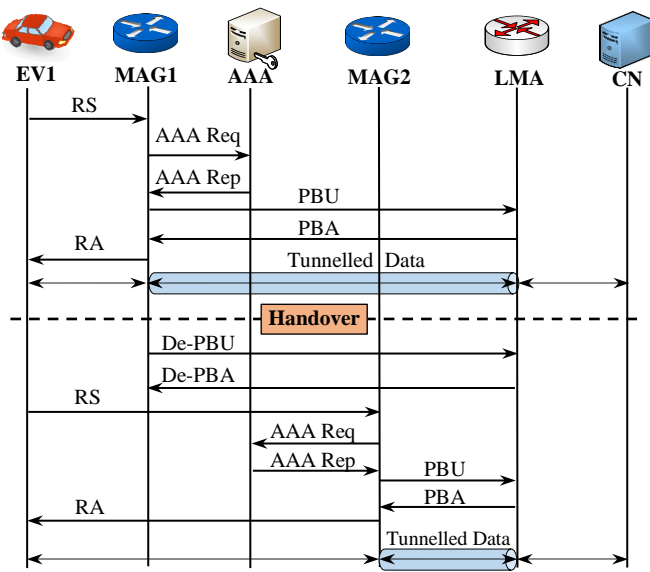 EV1 MAG1 AAA MAG2 LMA CN
RS
AAA Req
AAA Rep
PBU
PBA
RA
Tunnelled Data
Handover
De-PBU
De-PBA
RS
AAA Req
AAA Rep
PBU
PBA
RA
Tunnelled Data